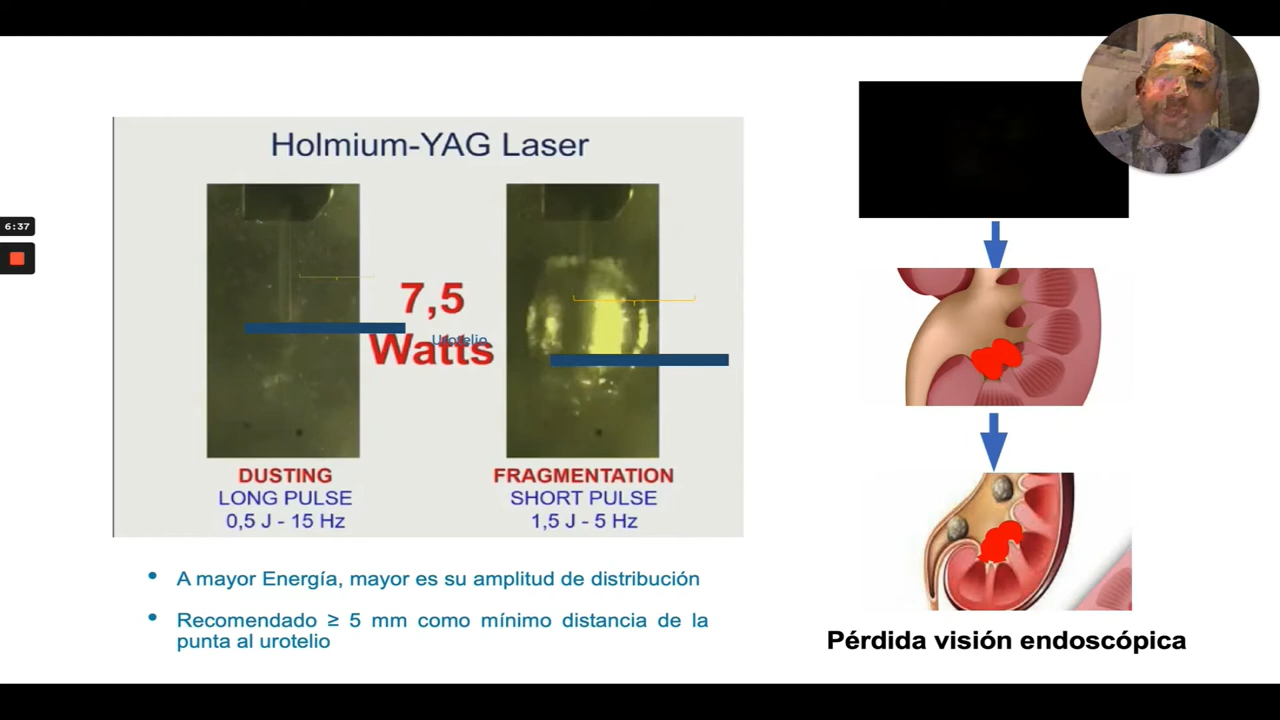 Holmium-YAG Laser
6:37
7,5
Urotelio
Watts
DUSTING
LONG PULSE
0,5 J - 15 Hz
FRAGMENTATION
SHORT PULSE
1,5 J - 5 Hz
• A mayor Energía, mayor es su amplitud de distribución
• Recomendado ≥ 5 mm como mínimo distancia de la
punta al urotelio
Pérdida visión endoscópica